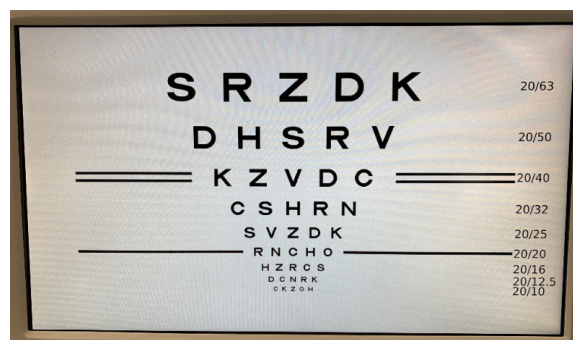 S R Z D K 20/63
D H S R V 20/50
K Z V D C 20/40
C S H R N 20/32
S V Z D K 20/25
R N C H O 20/20
H Z R C S 20/16
D C N R K 20/12.5
C K Z O H 20/10